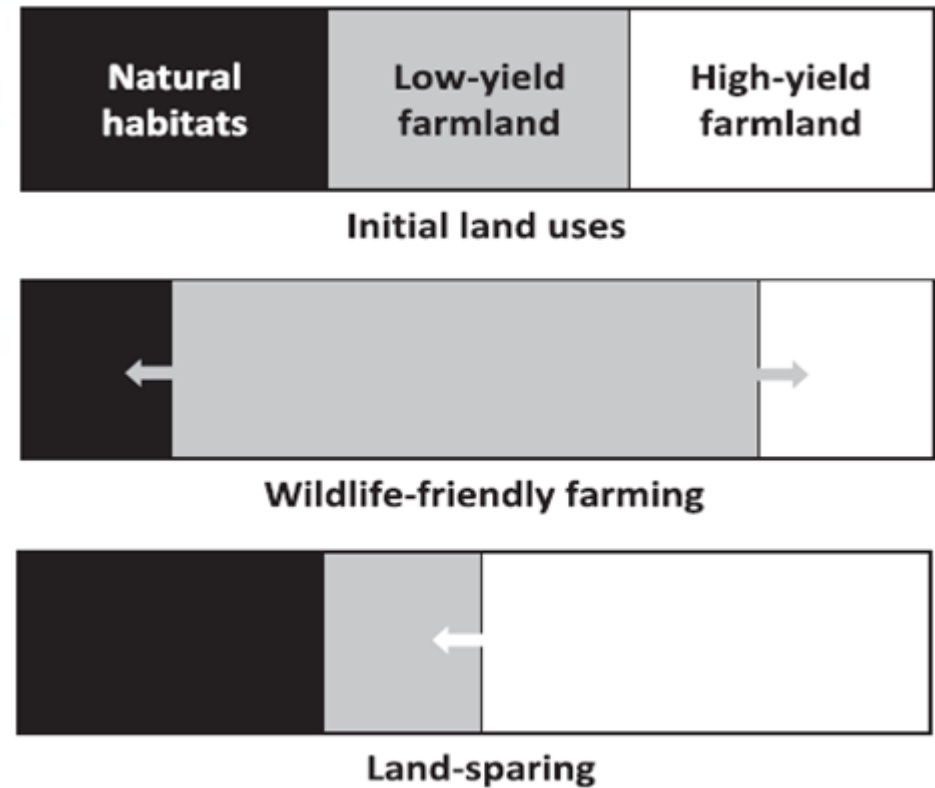 Natural
habitats
Low-yield
farmland
High-yield
farmland
Initial land uses
Wildlife-friendly farming
Land-sparing